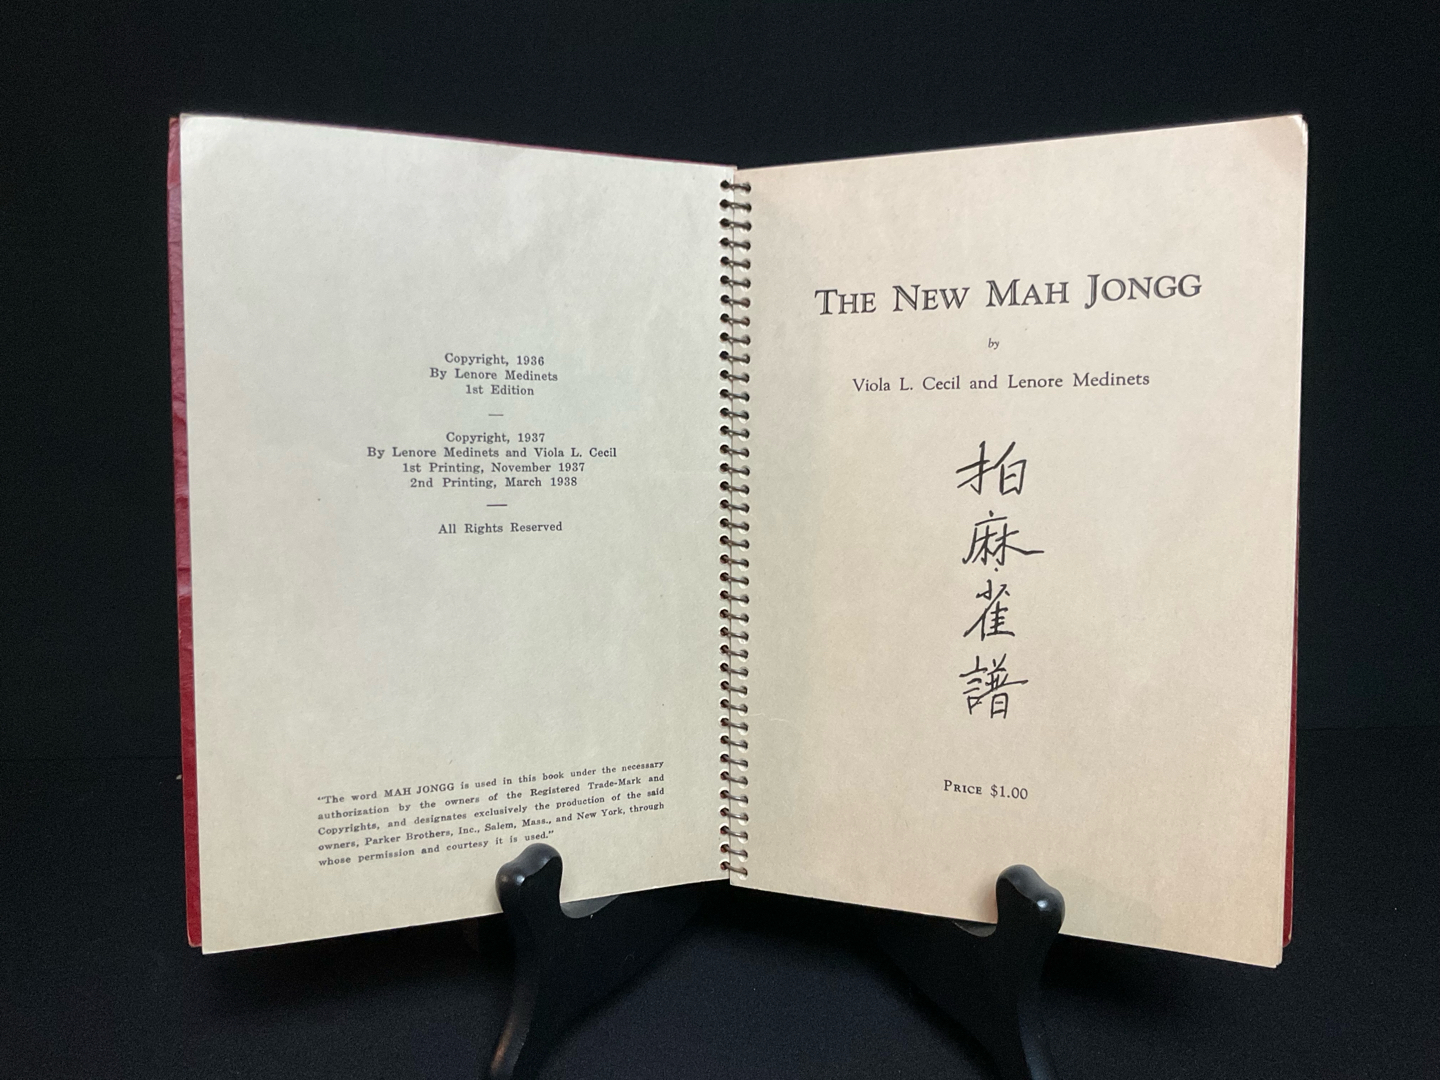 Copyright, 1936
By Lenore Medinets
1st Edition
—
Copyright, 1937
By Lenore Medinets and Viola L. Cecil
1st Printing, November 1937
2nd Printing, March 1938
—
All Rights Reserved
"The word MAH JONGG is used in this book under the necessary
authorization by the owners of the Registered Trade-Mark and
Copyrights, and designates exclusively the production of the said
owners, Parker Brothers, Inc., Salem, Mass., and New York, through
whose permission and courtesy it is used."
THE NEW MAH JONGG
by
Viola L. Cecil and Lenore Medinets
拍
麻
雀
譜
PRICE $1.00